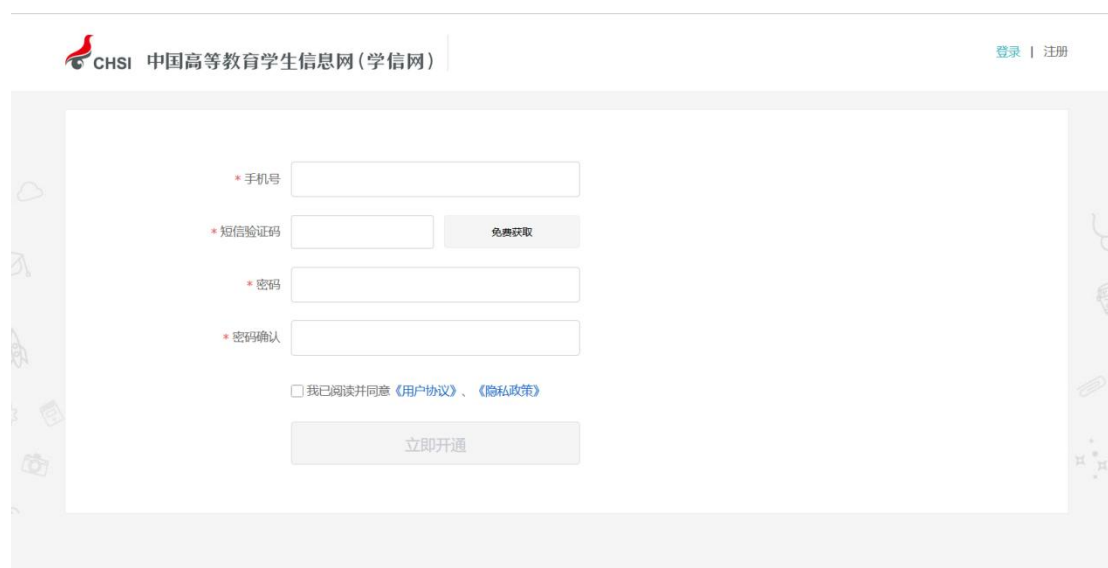 CHSI 中国高等教育学生信息网(学信网) 登录 | 注册
* 手机号
* 短信验证码 免费获取
* 密码
* 密码确认
我已阅读并同意《用户协议》、《隐私政策》
立即开通